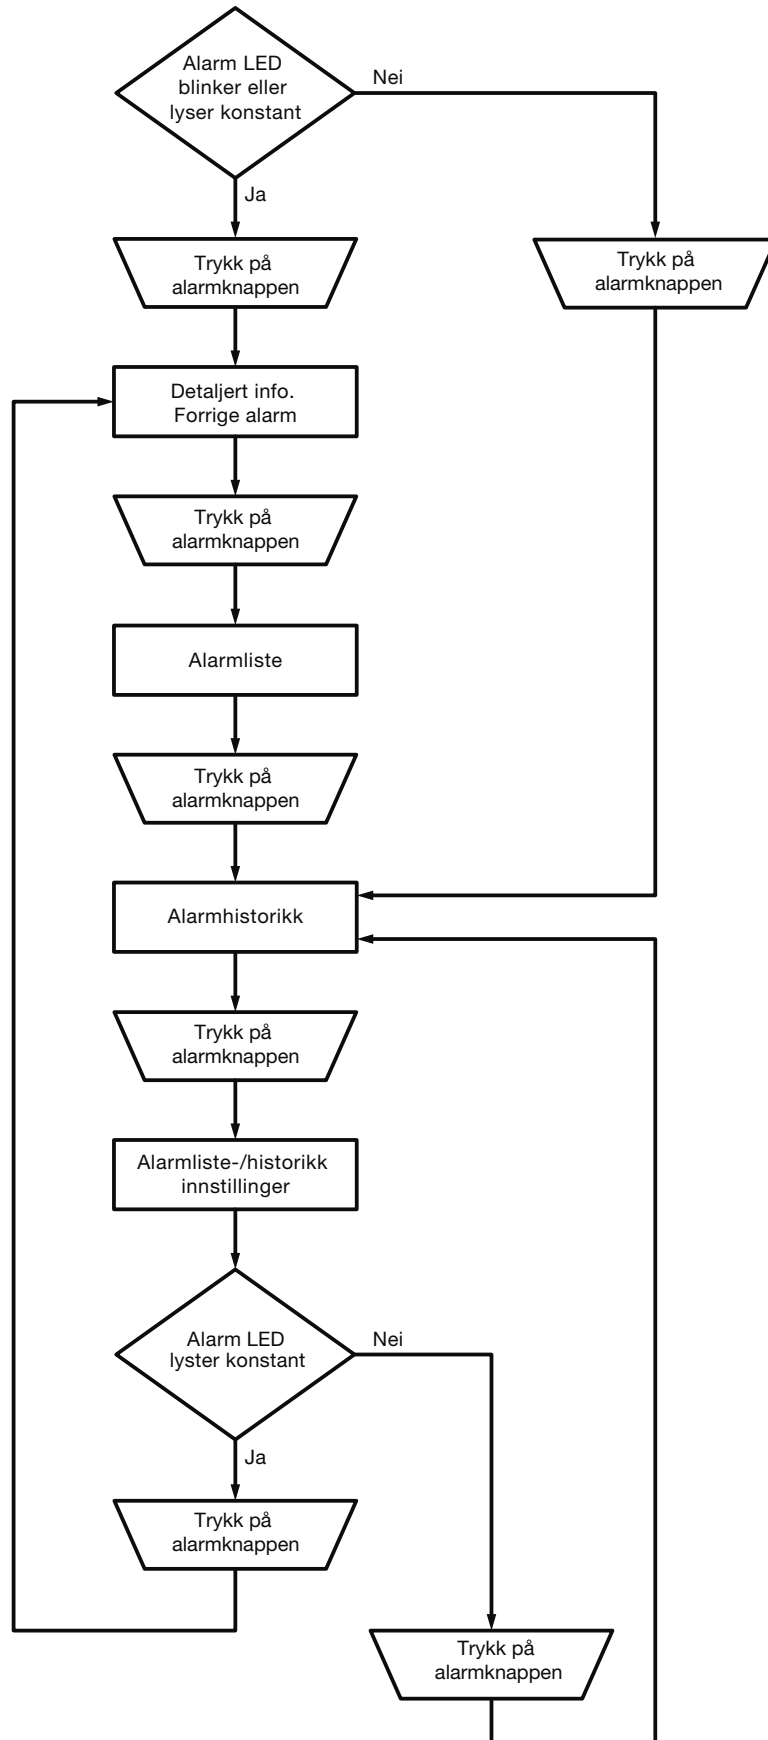 Alarm LED
blinker eller
lyser konstant
Nei
Ja
Trykk på
alarmknappen
Trykk på
alarmknappen
Detaljert info.
Forrige alarm
Trykk på
alarmknappen
Alarmliste
Trykk på
alarmknappen
Alarmhistorikk
Trykk på
alarmknappen
Alarmliste-/historikk
innstillinger
Alarm LED
lyster konstant
Nei
Ja
Trykk på
alarmknappen
Trykk på
alarmknappen